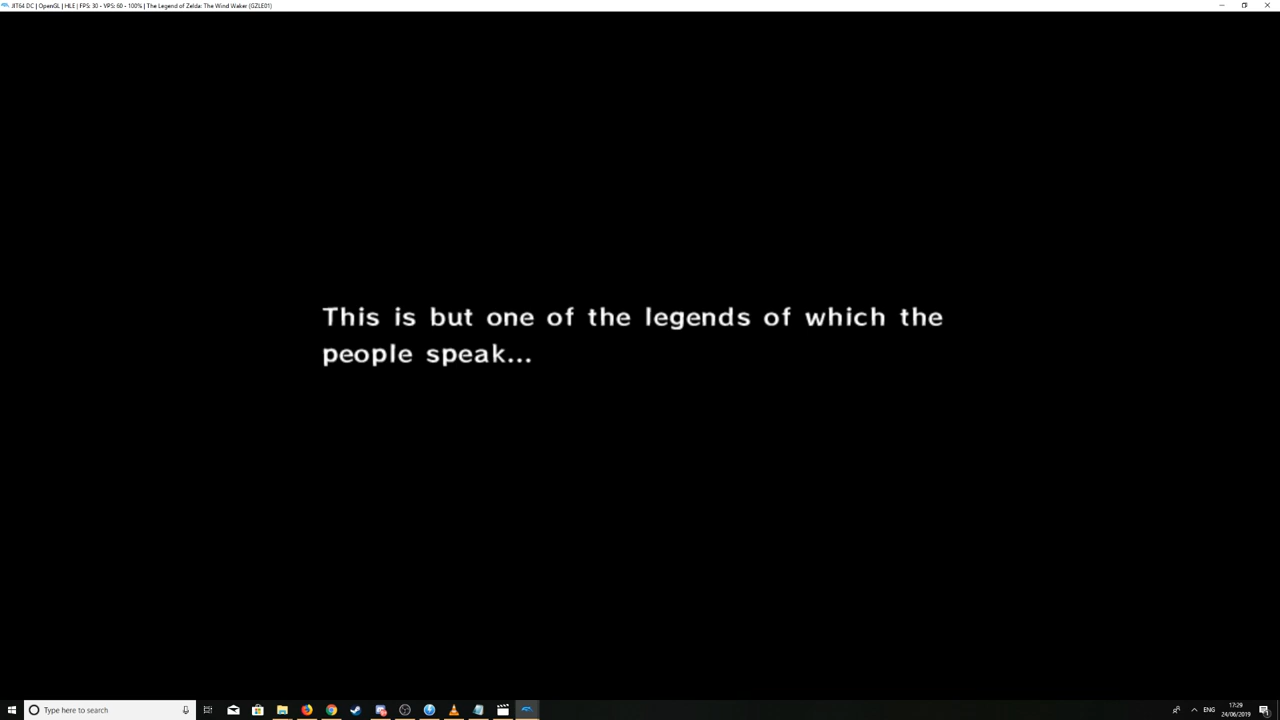 JIT64 DC | OpenGL | HLE | FPS: 30 - VPS: 60 - 100% | The Legend of Zelda: The Wind Waker (GZLE01)
This is but one of the legends of which the
people speak...
Type here to search
ENG
17:29
24/06/2019